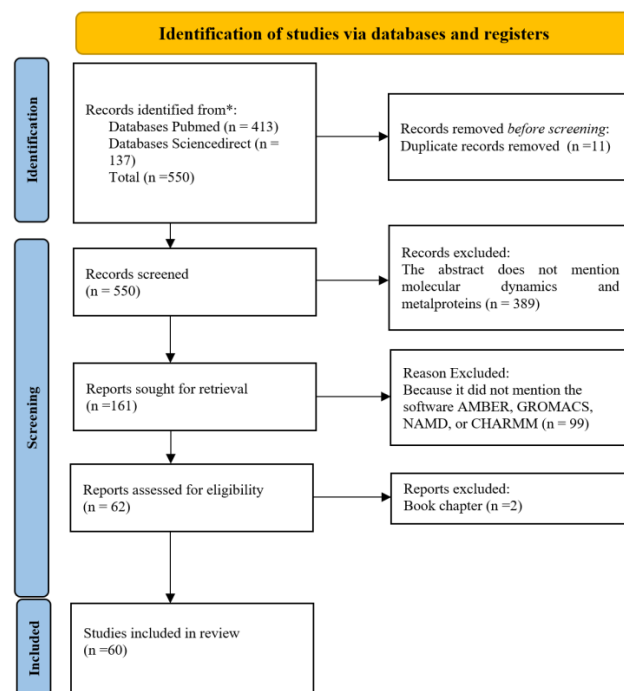 Identification of studies via databases and registers
Identification
Records identified from*:
Databases Pubmed (n = 413)
Databases Sciencedirect (n =
137)
Total (n =550)
Records removed before screening:
Duplicate records removed (n =11)
Screening
Records screened
(n = 550)
Records excluded:
The abstract does not mention
molecular dynamics and
metalproteins (n = 389)
Reports sought for retrieval
(n =161)
Reason Excluded:
Because it did not mention the
software AMBER, GROMACS,
NAMD, or CHARMM (n = 99)
Reports assessed for eligibility
(n = 62)
Reports excluded:
Book chapter (n =2)
Included
Studies included in review
(n =60)